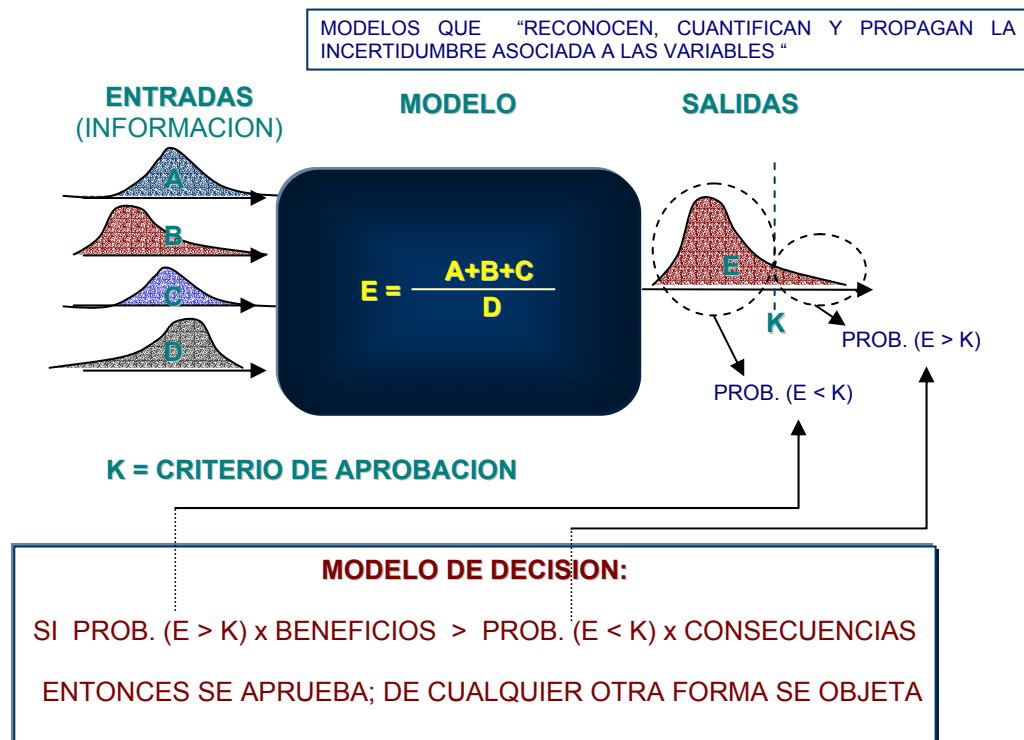 MODELOS QUE “RECONOCEN, CUANTIFICAN Y PROPAGAN LA
INCERTIDUMBRE ASOCIADA A LAS VARIABLES “
ENTRADAS
(INFORMACION)
MODELO
SALIDAS
A
B
C
D
E =
A+B+C
D
E
K
PROB. (E > K)
PROB. (E < K)
K = CRITERIO DE APROBACION
MODELO DE DECISION:
SI PROB. (E > K) x BENEFICIOS > PROB. (E < K) x CONSECUENCIAS
ENTONCES SE APRUEBA; DE CUALQUIER OTRA FORMA SE OBJETA